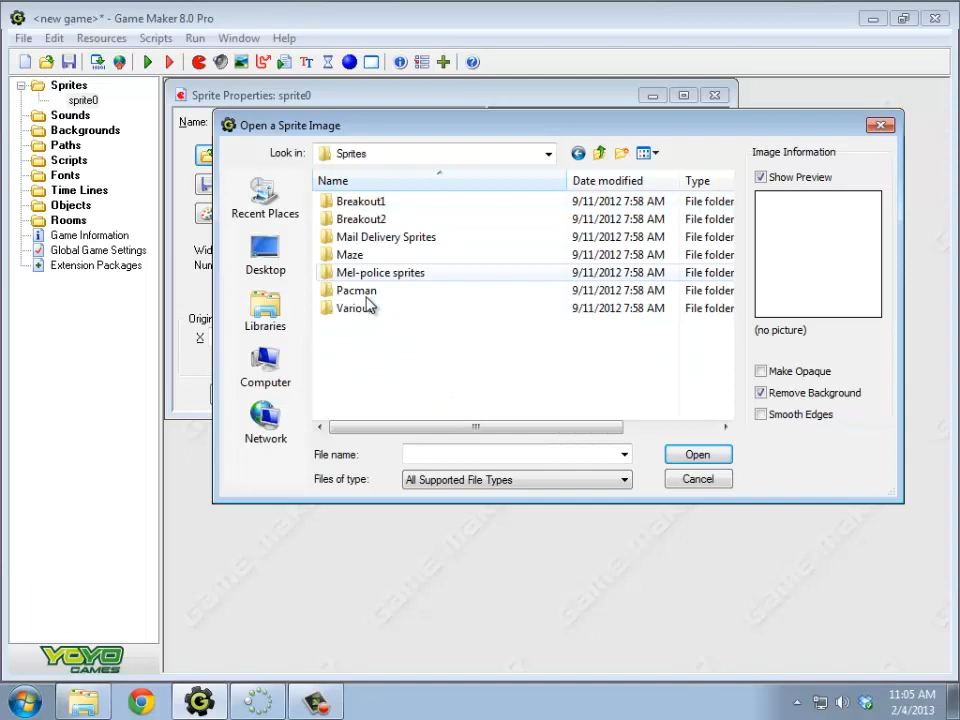 <new game>* - Game Maker 8.0 Pro
File Edit Resources Scripts Run Window Help
Sprites
sprite0
Sounds
Backgrounds
Paths
Scripts
Fonts
Time Lines
Objects
Rooms
Game Information
Global Game Settings
Extension Packages
Sprite Properties: sprite0
Name:
Open a Sprite Image
Look in: Sprites
Recent Places
Desktop
Libraries
Computer
Network
Name Date modified Type
Breakout1 9/11/2012 7:58 AM File folder
Breakout2 9/11/2012 7:58 AM File folder
Mail Delivery Sprites 9/11/2012 7:58 AM File folder
Maze 9/11/2012 7:58 AM File folder
Mel-police sprites 9/11/2012 7:58 AM File folder
Pacman 9/11/2012 7:58 AM File folder
9/11/2012 7:58 AM File folder
File name: Open
Files of type: All Supported File Types Cancel
Image Information
Show Preview
(no picture)
Make Opaque
Remove Background
Smooth Edges
X
YOYO
GAMES
11:05 AM
2/4/2013